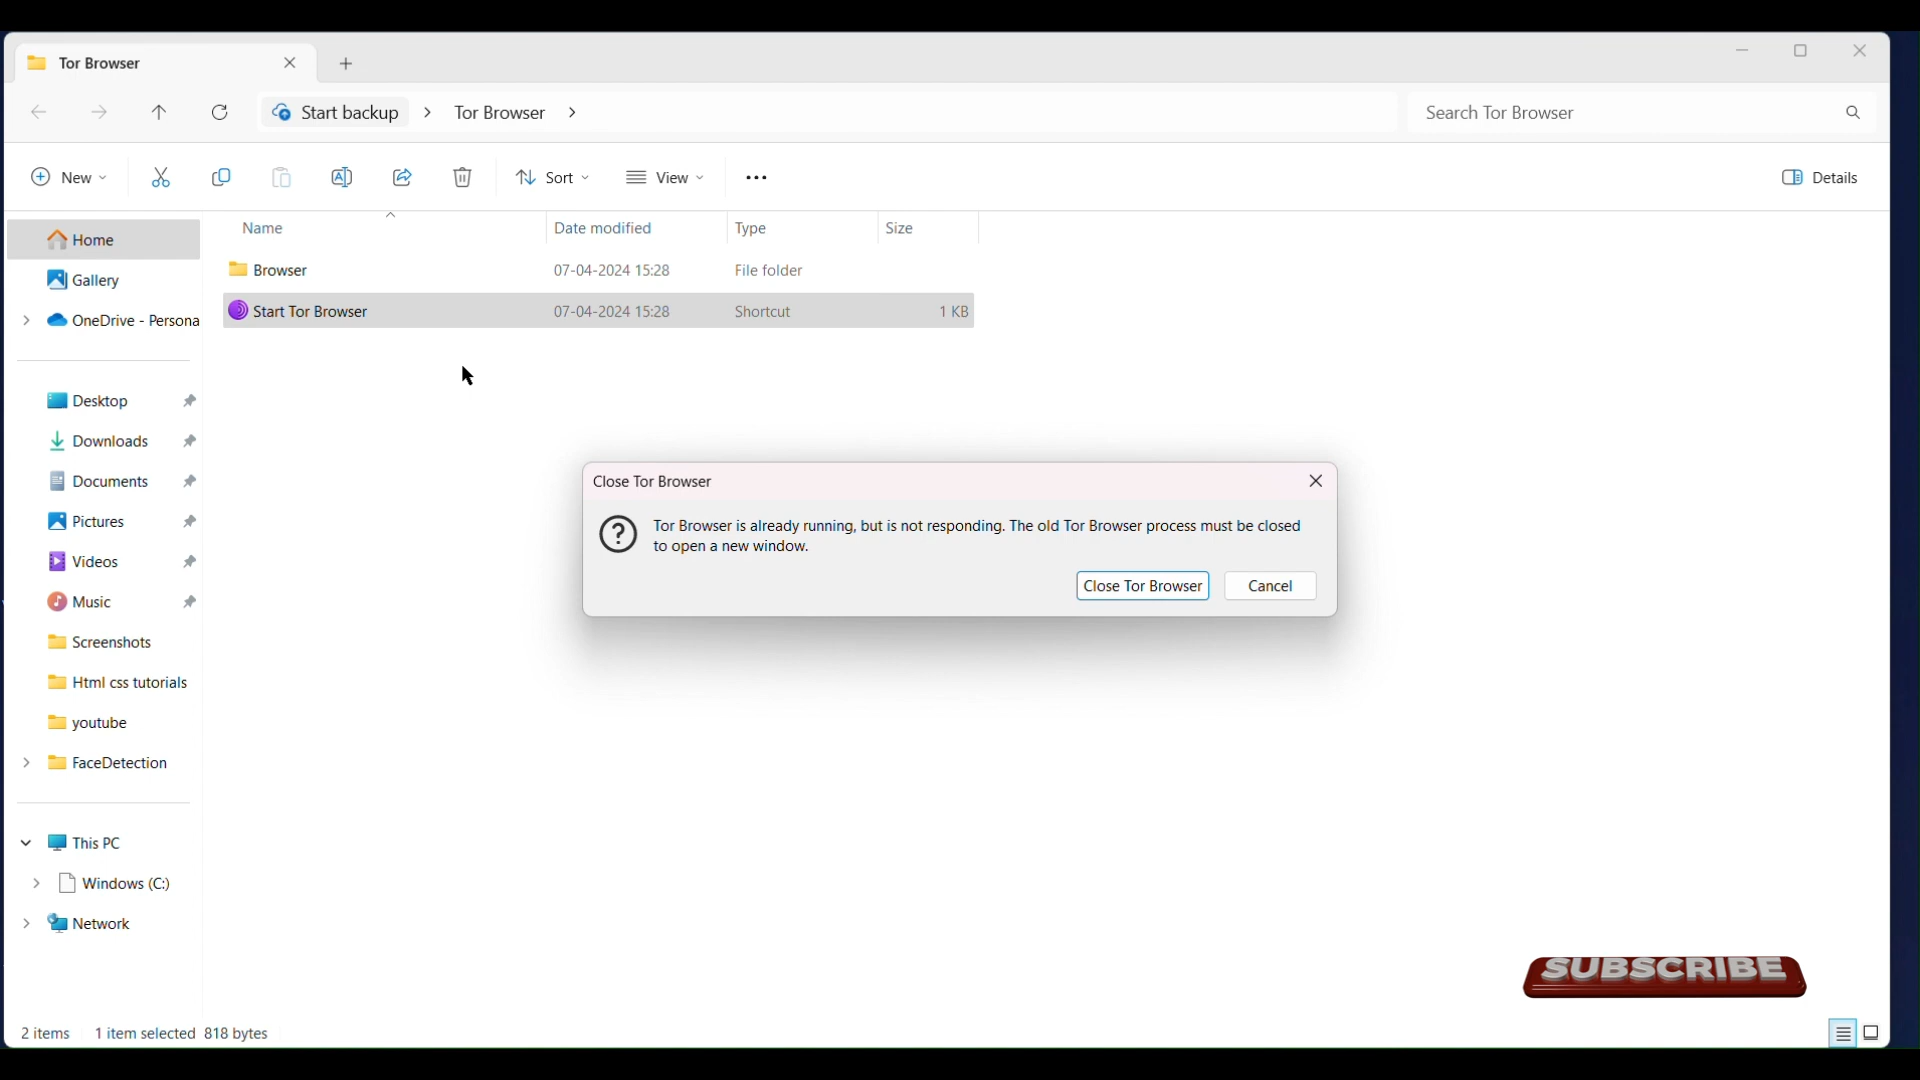 Tor Browser
Start backup > Tor Browser >
Search Tor Browser
New
Sort
View
Details
Name Date modified Type Size
Browser 07-04-2024 15:28 File folder
Start Tor Browser 07-04-2024 15:28 Shortcut 1 KB
Home
Gallery
OneDrive - Persona
Desktop
Downloads
Documents
Pictures
Videos
Music
Screenshots
Html css tutorials
youtube
FaceDetection
This PC
Windows (C:)
Network
Close Tor Browser
Tor Browser is already running, but is not responding. The old Tor Browser process must be closed
to open a new window.
Close Tor Browser Cancel
SUBSCRIBE
2 items 1 item selected 818 bytes